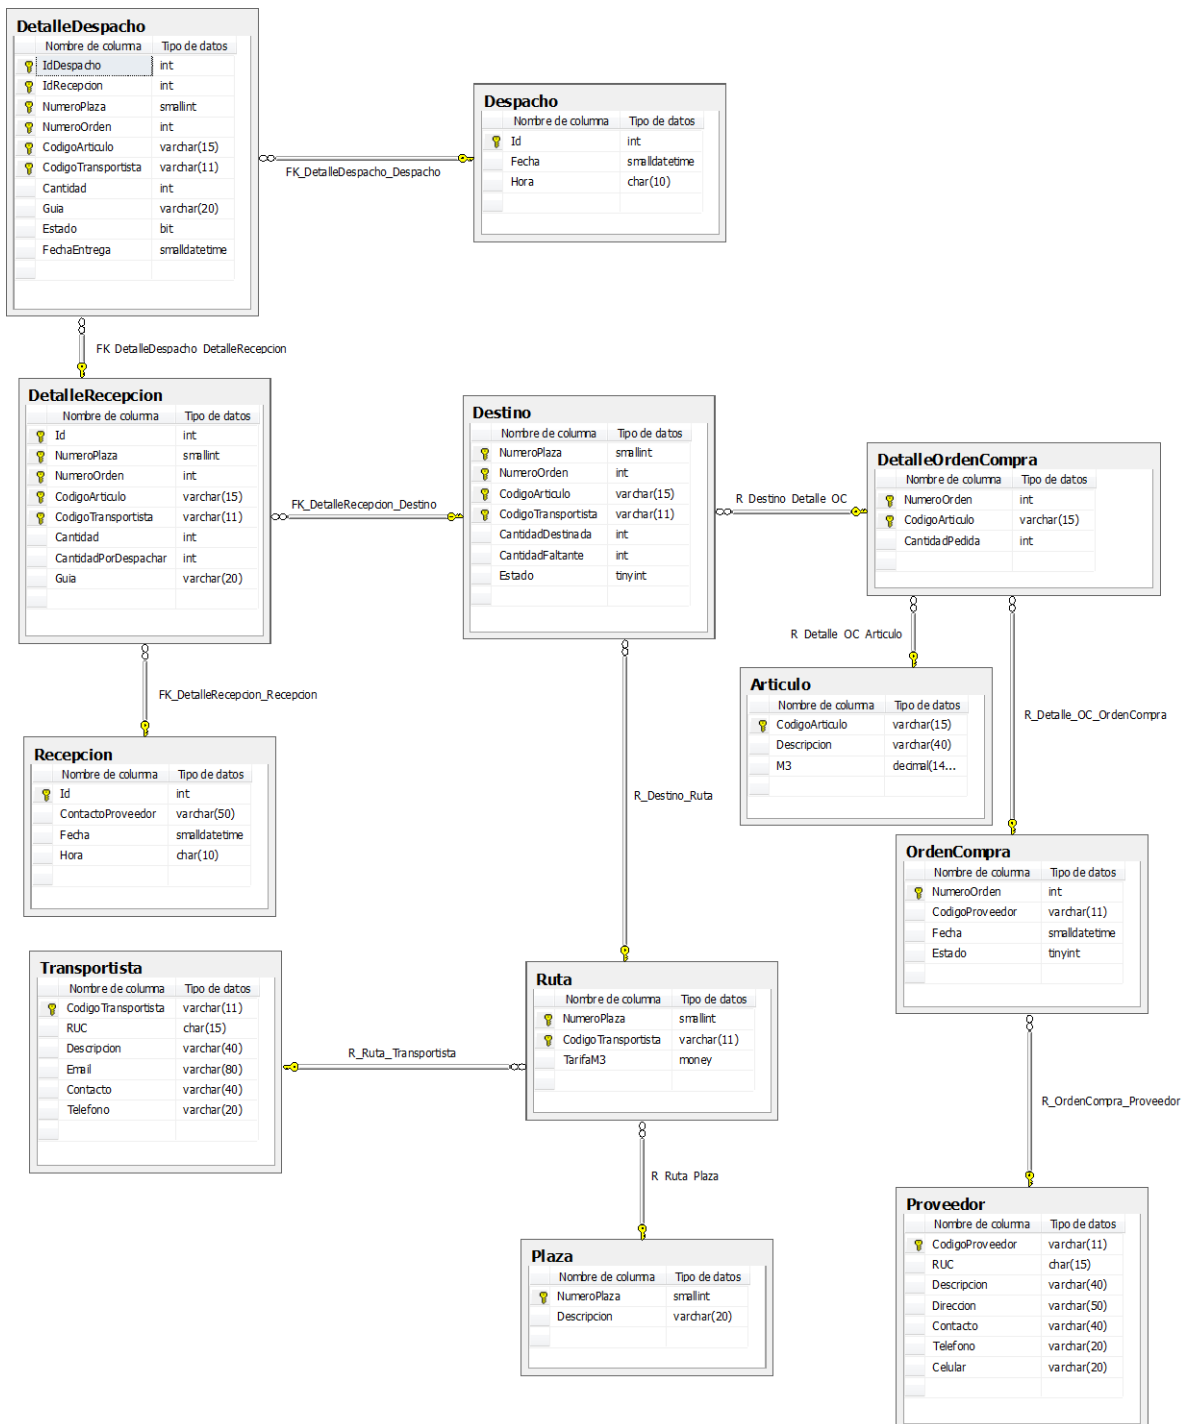 DetalleDespacho
Nombre de columna Tipo de datos
IdDespacho int
IdRecepcion int
NumeroPlaza smallint
NumeroOrden int
CodigoArticulo varchar(15)
CodigoTransportista varchar(11)
Cantidad int
Guia varchar(20)
Estado bit
FechaEntrega smalldatetime
Despacho
Nombre de columna Tipo de datos
Id int
Fecha smalldatetime
Hora char(10)
FK_DetalleDespacho_Despacho
FK_DetalleDespacho_DetalleRecepcion
DetalleRecepcion
Nombre de columna Tipo de datos
Id int
NumeroPlaza smallint
NumeroOrden int
CodigoArticulo varchar(15)
CodigoTransportista varchar(11)
Cantidad int
CantidadPorDespachar int
Guia varchar(20)
FK_DetalleRecepcion_Destino
Destino
Nombre de columna Tipo de datos
NumeroPlaza smallint
NumeroOrden int
CodigoArticulo varchar(15)
CodigoTransportista varchar(11)
CantidadDestinada int
CantidadFaltante int
Estado tinyint
R_Destino_Detalle_OC
DetalleOrdenCompra
Nombre de columna Tipo de datos
NumeroOrden int
CodigoArticulo varchar(15)
CantidadPedida int
R_Detalle_OC_Articulo
Articulo
Nombre de columna Tipo de datos
CodigoArticulo varchar(15)
Descripcion varchar(40)
M3 decimal(14...
R_Detalle_OC_OrdenCompra
FK_DetalleRecepcion_Recepcion
Recepcion
Nombre de columna Tipo de datos
Id int
ContactoProveedor varchar(50)
Fecha smalldatetime
Hora char(10)
R_Destino_Ruta
OrdenCompra
Nombre de columna Tipo de datos
NumeroOrden int
CodigoProveedor varchar(11)
Fecha smalldatetime
Estado tinyint
Transportista
Nombre de columna Tipo de datos
CodigoTransportista varchar(11)
RUC char(15)
Descripcion varchar(40)
Email varchar(80)
Contacto varchar(40)
Telefono varchar(20)
R_Ruta_Transportista
Ruta
Nombre de columna Tipo de datos
NumeroPlaza smallint
CodigoTransportista varchar(11)
TarifaM3 money
R_OrdenCompra_Proveedor
R_Ruta_Plaza
Plaza
Nombre de columna Tipo de datos
NumeroPlaza smallint
Descripcion varchar(20)
Proveedor
Nombre de columna Tipo de datos
CodigoProveedor varchar(11)
RUC char(15)
Descripcion varchar(40)
Direccion varchar(50)
Contacto varchar(40)
Telefono varchar(20)
Celular varchar(20)